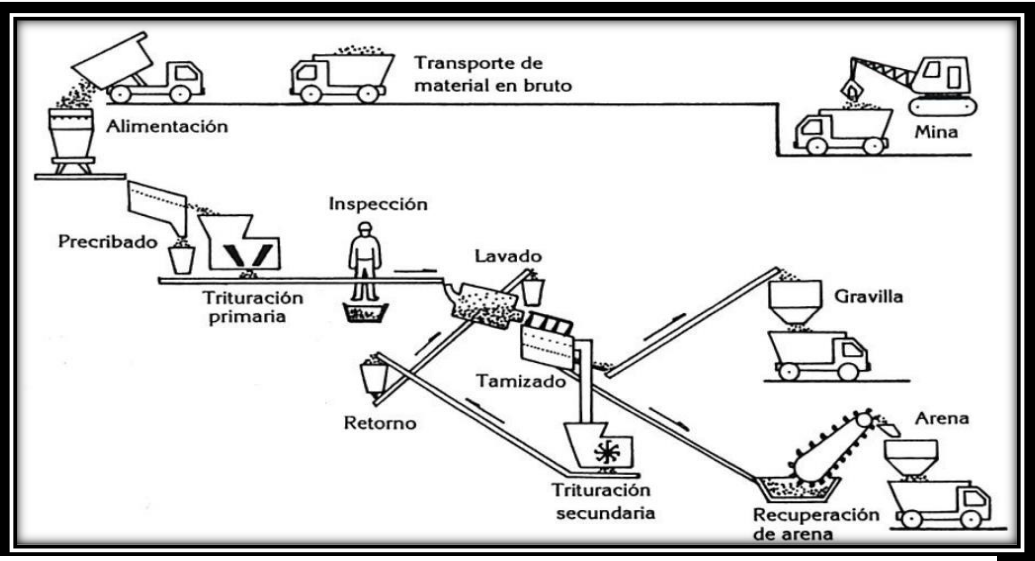 Transporte de
material en bruto
Alimentación
Mina
Inspección
Precribado
Lavado
Trituración
primaria
Gravilla
Tamizado
Retorno
Arena
Trituración
secundaria
Recuperación
de arena